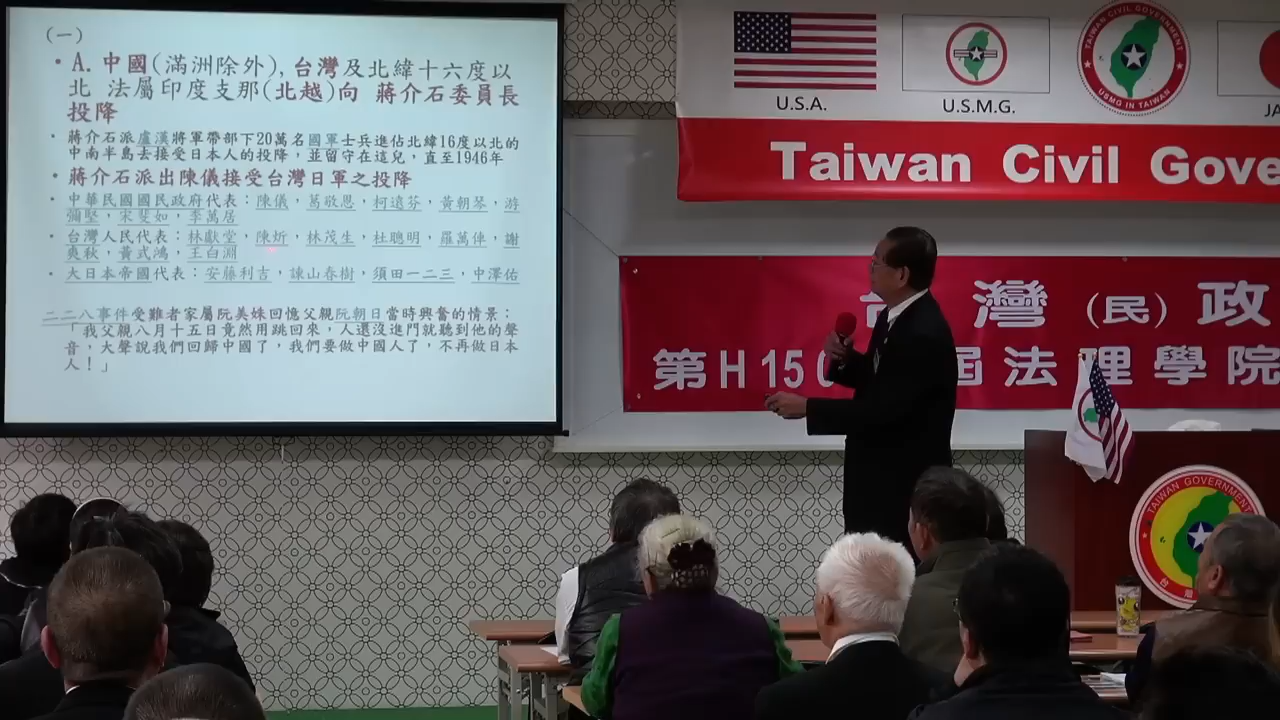 (一)
• A. 中國(滿洲除外), 台灣及北緯十六度以
北 法屬印度支那(北越)向 蔣介石委員長
投降
• 蔣介石派盧漢將軍帶部下20萬名國軍士兵進佔北緯16度以北的
中南半島去接受日本人的投降，並留守在這兒，直至1946年
• 蔣介石派出陳儀接受台灣日軍之投降
• 中華民國國民政府代表：陳儀，葛敬恩，柯遠芬，黃朝琴，游
彌堅，宋斐如，李萬居
• 台灣人民代表：林獻堂，陳炘，林茂生，杜聰明，羅萬俥，謝
爽秋，黃式鴻，王白淵
• 大日本帝國代表：安藤利吉，諫山春樹，須田一二三，中澤佑
二二八事件受難者家屬阮美姝回憶父親阮朝日當時興奮的情景：
「我父親八月十五日竟然用跳回來，人還沒進門就聽到他的聲
音，大聲說我們回歸中國了，我們要做中國人了，不再做日本
人！」
U.S.A.
U.S.M.G.
TAIWAN CIVIL GOVERNMENT
USMG IN TAIWAN
JA
Taiwan Civil Gove
台灣(民)政
第H150 屆法理學院
TAIWAN GOVERNMENT
台灣